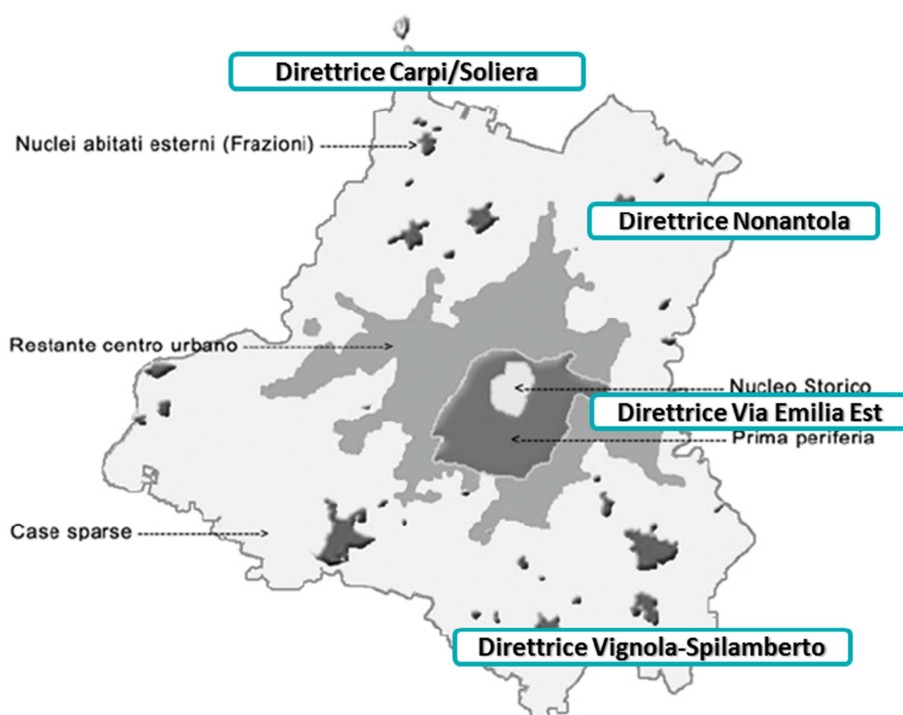 Direttrice Carpi/Soliera
Nuclei abitati esterni (Frazioni)
Direttrice Nonantola
Restante centro urbano
Nucleo Storico
Direttrice Via Emilia Est
Prima periferia
Case sparse
Direttrice Vignola-Spilamberto